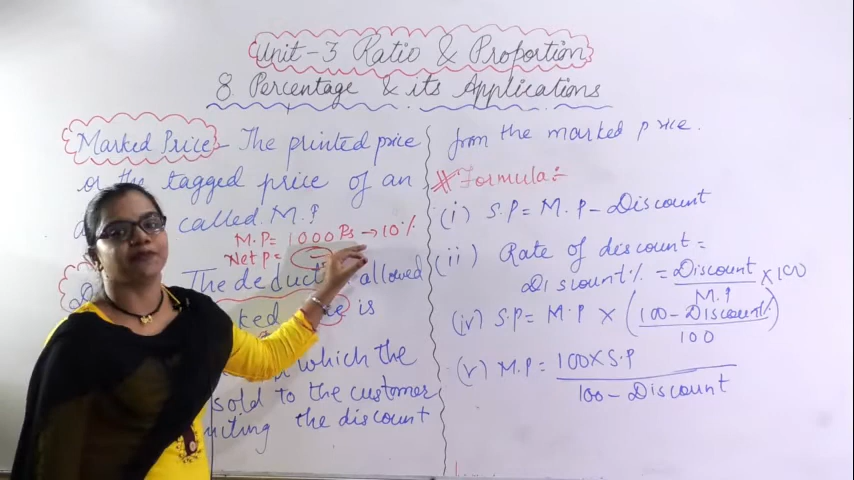 Unit-3 Ratio & Proportion
8 Percentage & its Applications
Marked Price - The printed price
or the tagged price of an
called M.P
M.P = 1000 Ps → 10%
Net P =
The deduct allowed
is
which the
sold to the customer
the discount
from the marked price.
Formula:-
(i) S.P = M.P - Discount
(ii) Rate of discount =
Discount % = Discount / M.P × 100
(iv) S.P = M.P × (100 - Discount% / 100)
(v) M.P = 100 × S.P / 100 - Discount